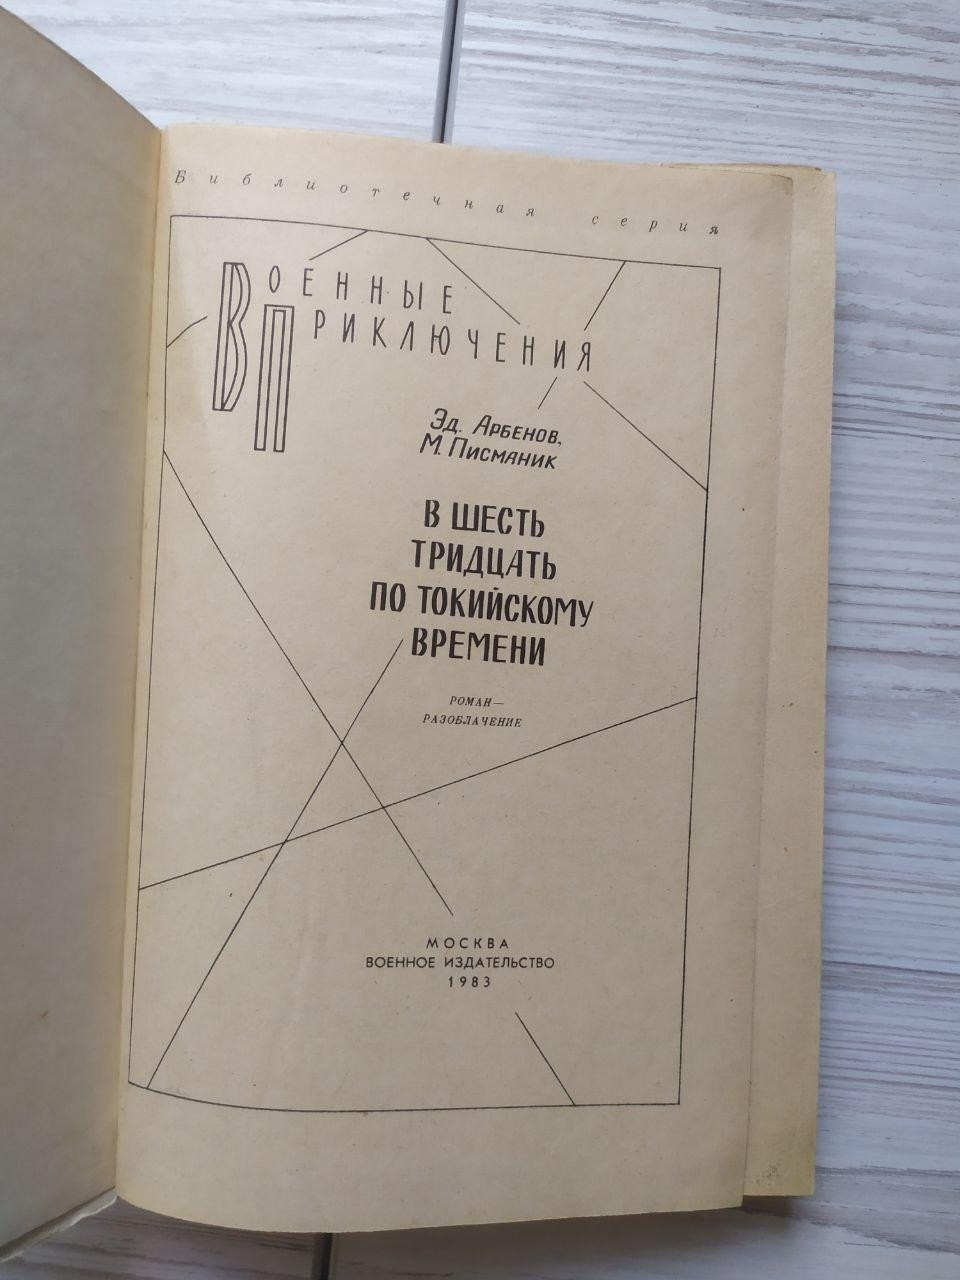 Библиотечная серия
ВОЕННЫЕ
ПРИКЛЮЧЕНИЯ
Эд. Арбенов,
М. Писманик
В ШЕСТЬ
ТРИДЦАТЬ
ПО ТОКИЙСКОМУ
ВРЕМЕНИ
РОМАН—
РАЗОБЛАЧЕНИЕ
МОСКВА
ВОЕННОЕ ИЗДАТЕЛЬСТВО
1983